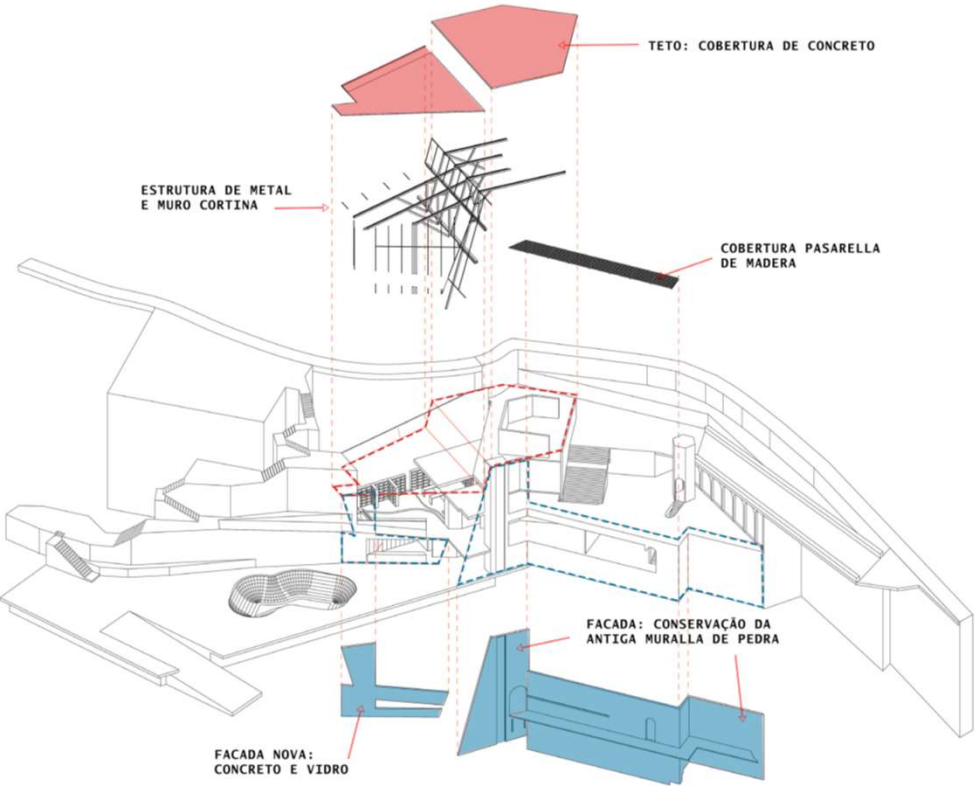 TETO: COBERTURA DE CONCRETO
ESTRUTURA DE METAL
E MURO CORTINA
COBERTURA PASARELLA
DE MADERA
FACADA: CONSERVAÇÃO DA
ANTIGA MURALLA DE PEDRA
FACADA NOVA:
CONCRETO E VIDRO